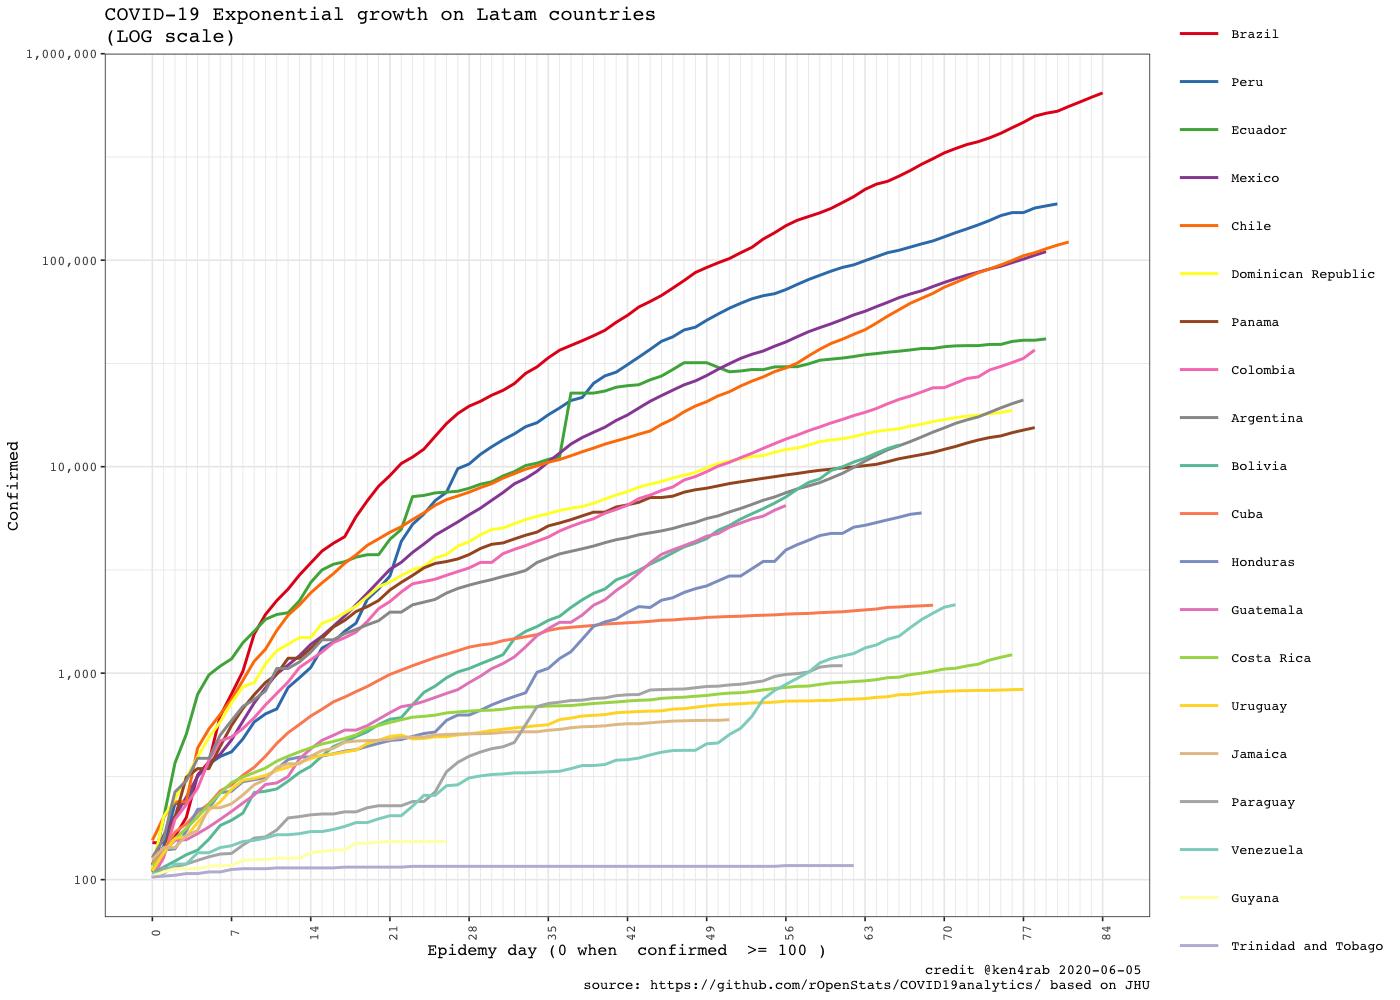 COVID-19 Exponential growth on Latam countries
(LOG scale)
1,000,000
100,000
10,000
1,000
100
Confirmed
0 7 14 21 28 35 42 49 56 63 70 77 84
Epidemy day (0 when confirmed >= 100 )
credit @ken4rab 2020-06-05
source: https://github.com/rOpenStats/COVID19analytics/ based on JHU
Brazil
Peru
Ecuador
Mexico
Chile
Dominican Republic
Panama
Colombia
Argentina
Bolivia
Cuba
Honduras
Guatemala
Costa Rica
Uruguay
Jamaica
Paraguay
Venezuela
Guyana
Trinidad and Tobago